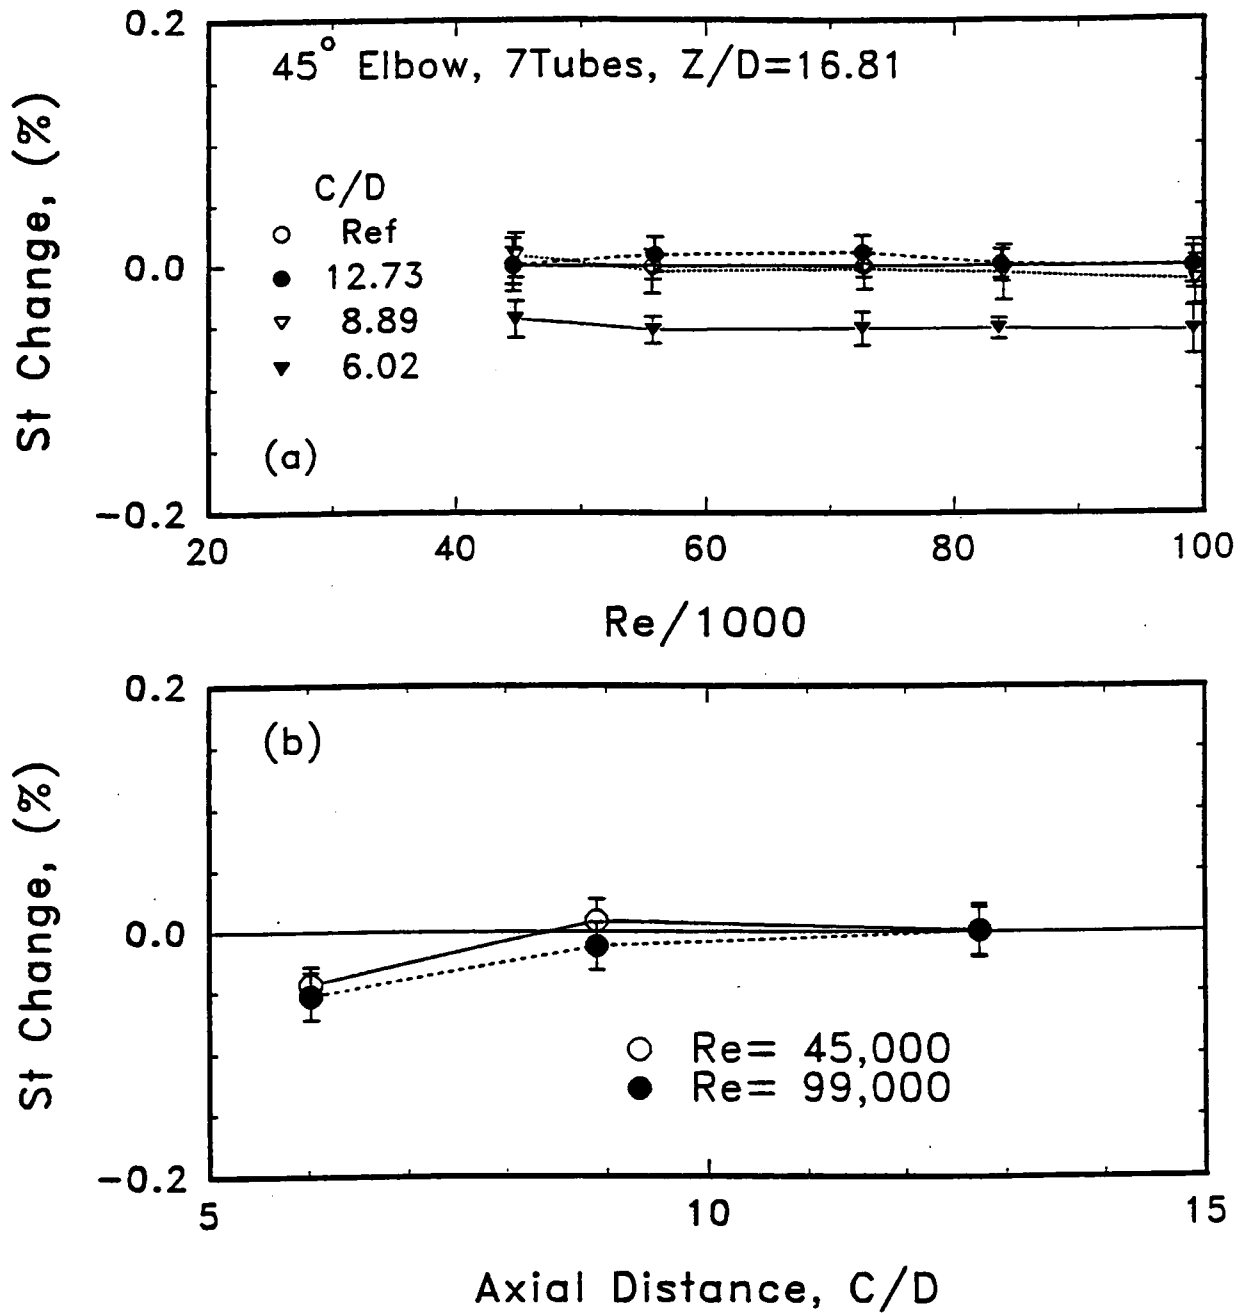 0.2
45° Elbow, 7Tubes, Z/D=16.81
St Change, (%)
C/D
Ref
12.73
8.89
6.02
0.0
(a)
-0.2
20 40 60 80 100
Re/1000
0.2
(b)
St Change, (%)
0.0
Re= 45,000
Re= 99,000
-0.2
5 10 15
Axial Distance, C/D